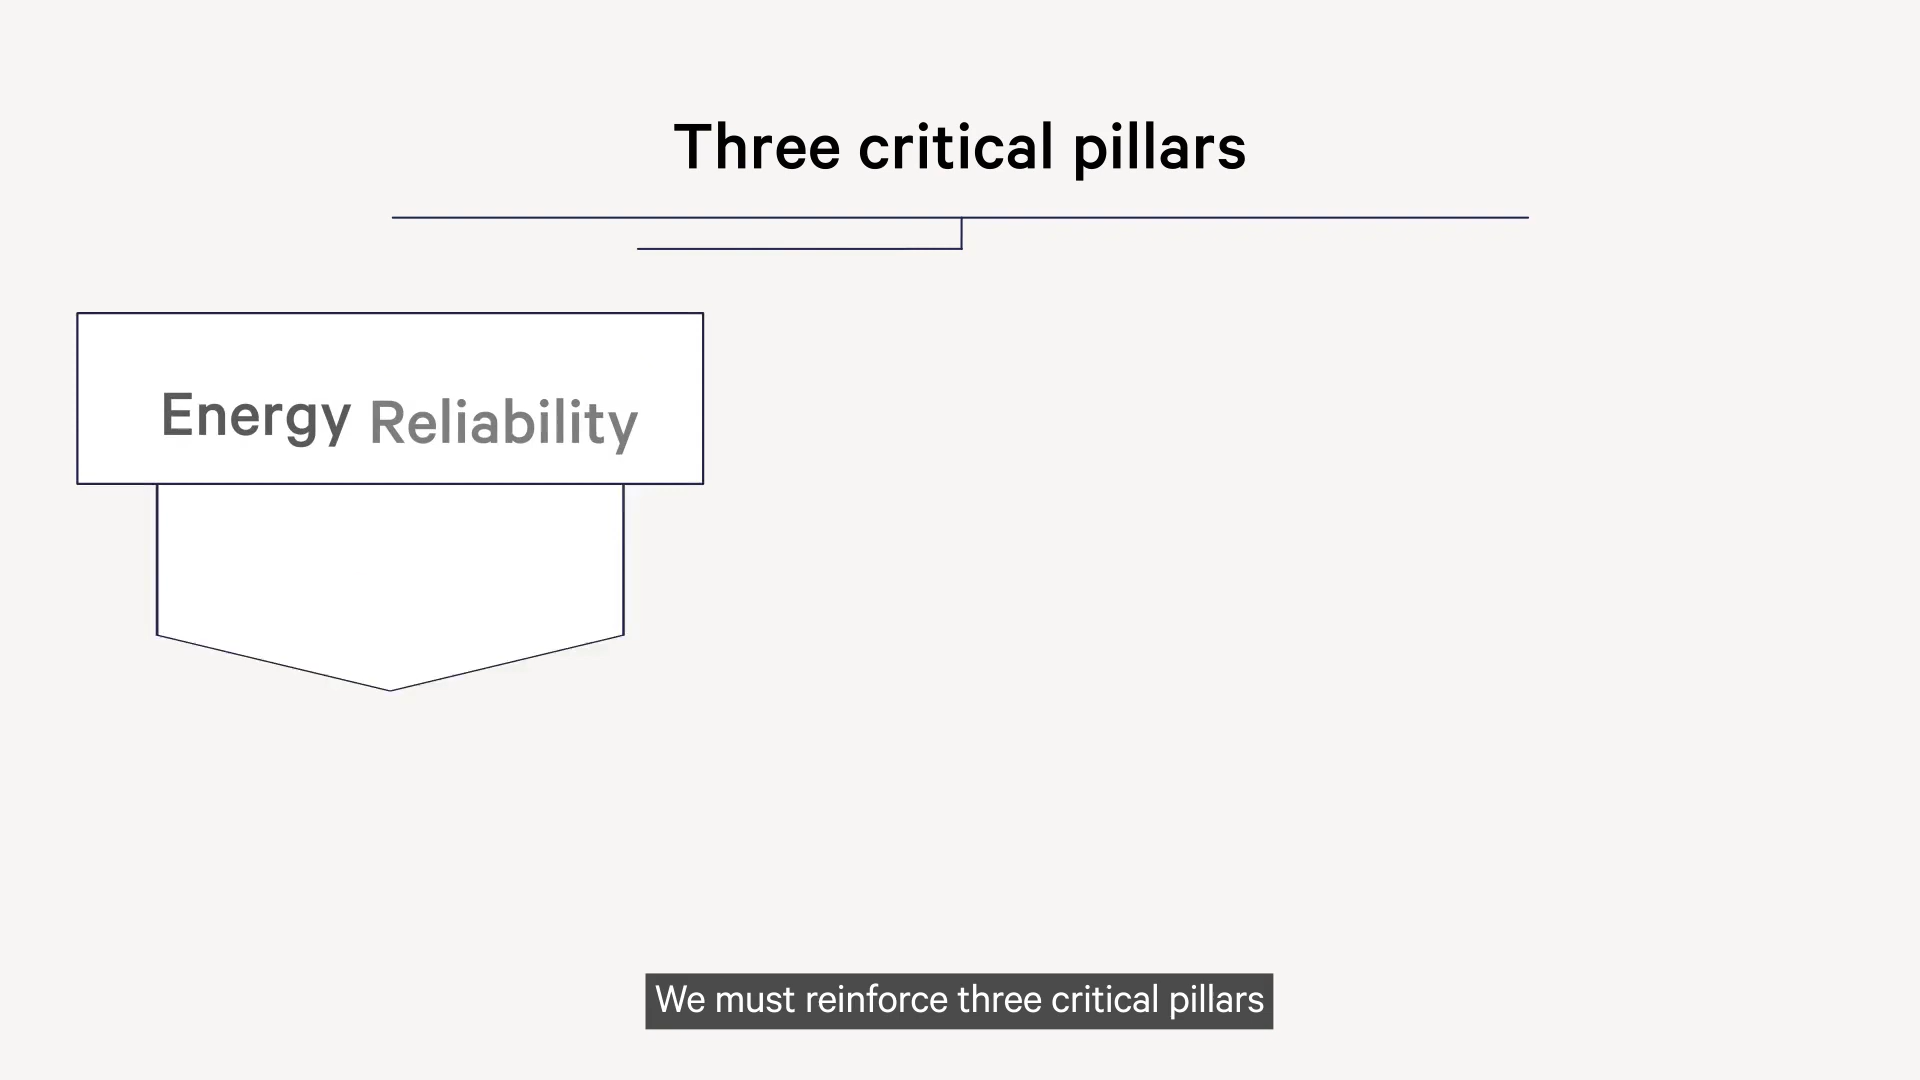 Three critical pillars
Energy Reliability
We must reinforce three critical pillars